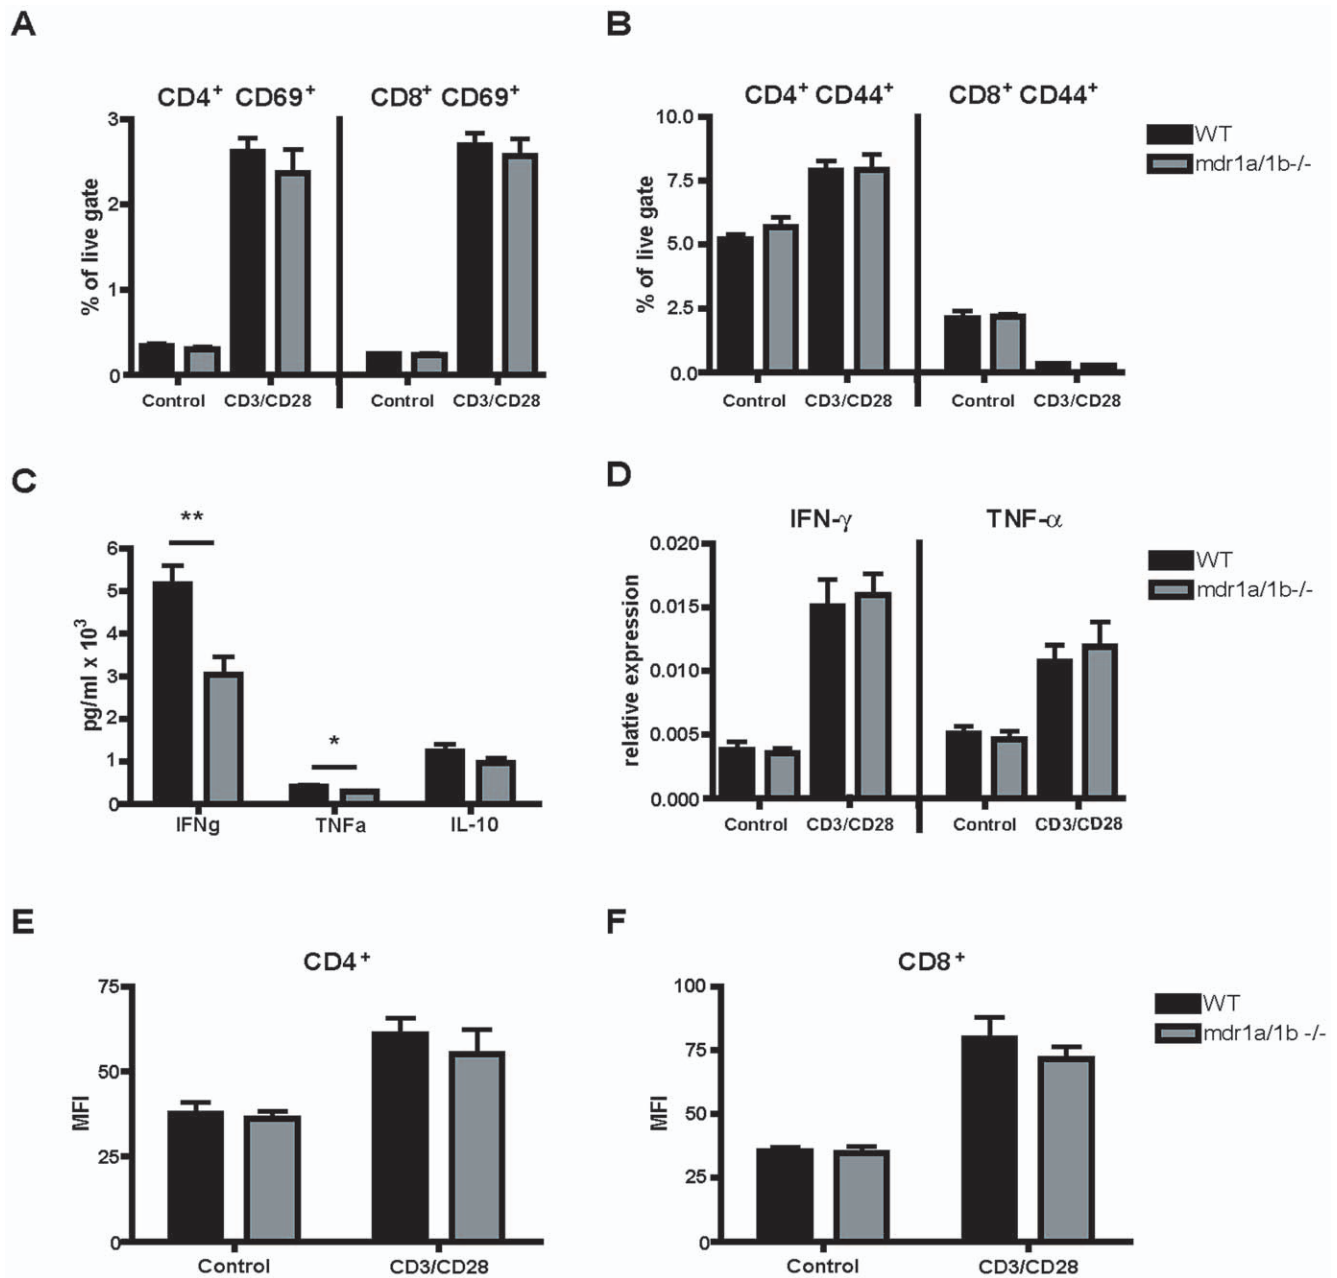 A
CD4+ CD69+
CD8+ CD69+
% of live gate
3
2
1
0
Control
CD3/CD28
Control
CD3/CD28
B
CD4+ CD44+
CD8+ CD44+
% of live gate
10.0
7.5
5.0
2.5
0.0
Control
CD3/CD28
Control
CD3/CD28
WT
mdr1a/1b-/-
C
**
*
pg/ml x 10³
6
5
4
3
2
1
0
IFNg
TNFa
IL-10
D
IFN-γ
TNF-α
relative expression
0.020
0.015
0.010
0.005
0.000
Control
CD3/CD28
Control
CD3/CD28
WT
mdr1a/1b-/-
E
CD4+
MFI
75
50
25
0
Control
CD3/CD28
F
CD8+
MFI
100
75
50
25
0
Control
CD3/CD28
WT
mdr1a/1b -/-